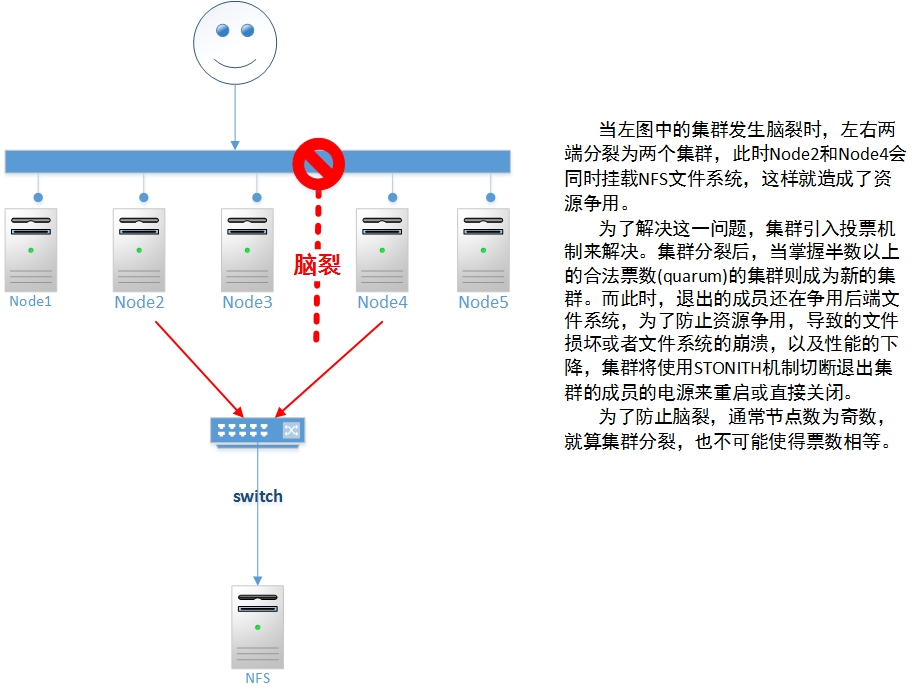 当左图中的集群发生脑裂时，左右两
端分裂为两个集群，此时Node2和Node4会
同时挂载NFS文件系统，这样就造成了资
源争用。
为了解决这一问题，集群引入投票机
制来解决。集群分裂后，当掌握半数以上
的合法票数(quarum)的集群则成为新的集
群。而此时，退出的成员还在争用后端文
件系统，为了防止资源争用，导致的文件
损坏或者文件系统的崩溃，以及性能的下
降，集群将使用STONITH机制切断退出集
群的成员的电源来重启或直接关闭。
为了防止脑裂，通常节点数为奇数，
就算集群分裂，也不可能使得票数相等。
脑裂
Node1
Node2
Node3
Node4
Node5
switch
NFS